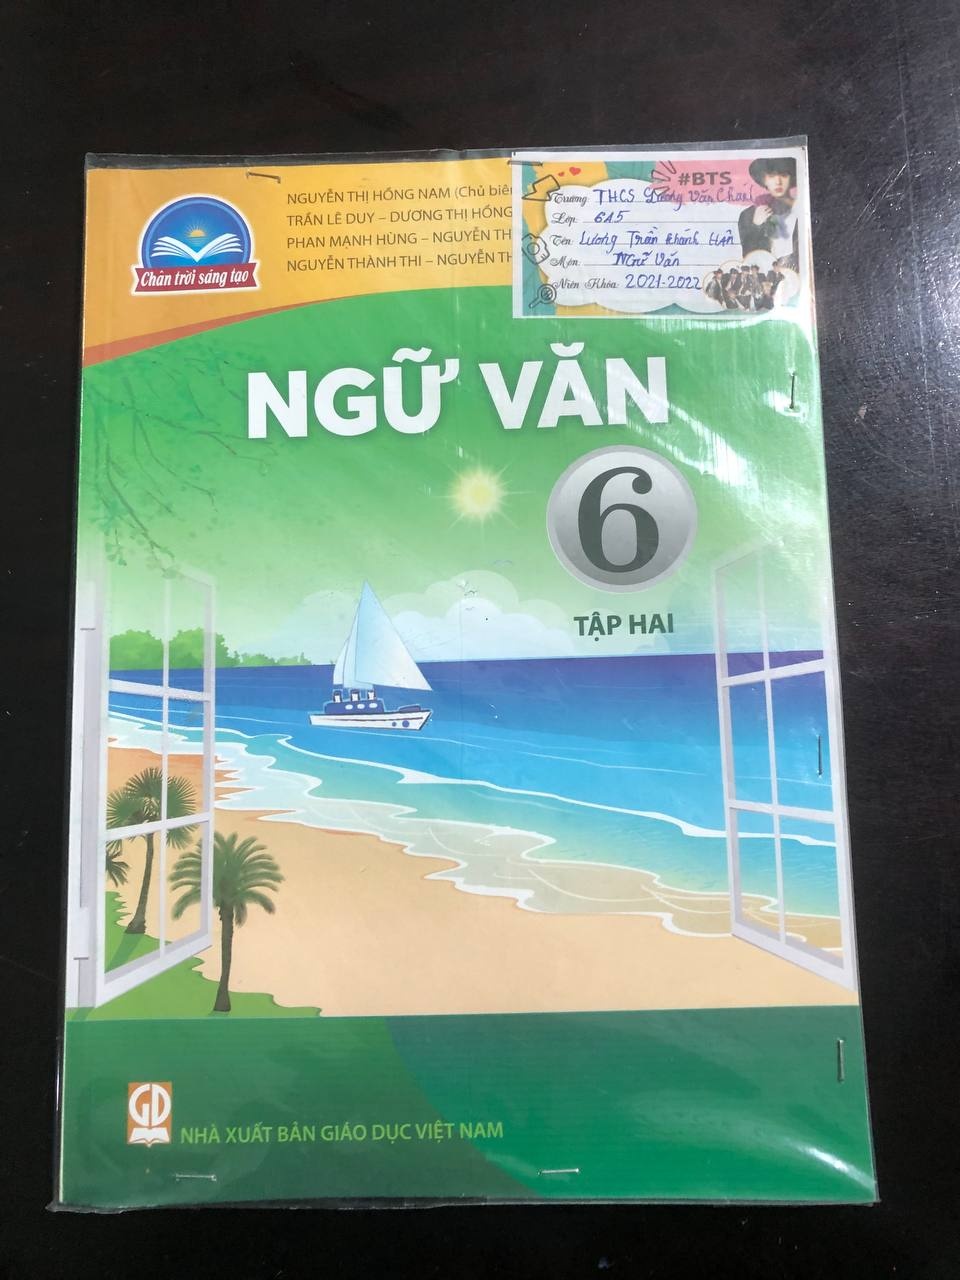 NGUYỄN THỊ HỒNG NAM (Chủ biên
TRẦN LÊ DUY – DƯƠNG THỊ HỒNG
PHAN MẠNH HÙNG – NGUYỄN TH
NGUYỄN THÀNH THI – NGUYỄN TH
Chân trời sáng tạo
#BTS
Trường: THCS Dương Văn
Lớp: 6A5
Tên: Lương Trần Khánh Hân
Môn: Ngữ Văn
Niên Khóa: 2021-2022
NGỮ VĂN
6
TẬP HAI
GD
NHÀ XUẤT BẢN GIÁO DỤC VIỆT NAM